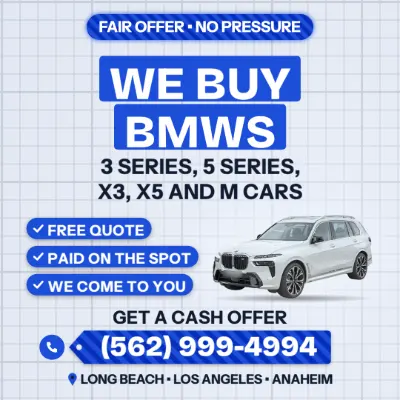 FAIR OFFER • NO PRESSURE
WE BUY
BMWS
3 SERIES, 5 SERIES,
X3, X5 AND M CARS
FREE QUOTE
PAID ON THE SPOT
WE COME TO YOU
GET A CASH OFFER
(562) 999-4994
LONG BEACH • LOS ANGELES • ANAHEIM